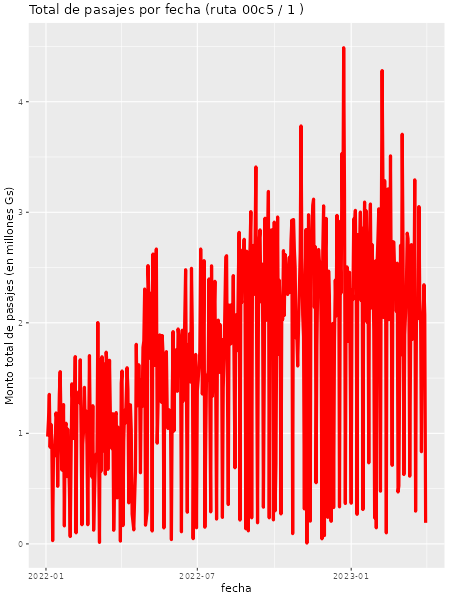 Total de pasajes por fecha (ruta 00c5 / 1 )
Monto total de pasajes (en millones Gs)
4
3
2
1
0
2022-01
2022-07
2023-01
fecha